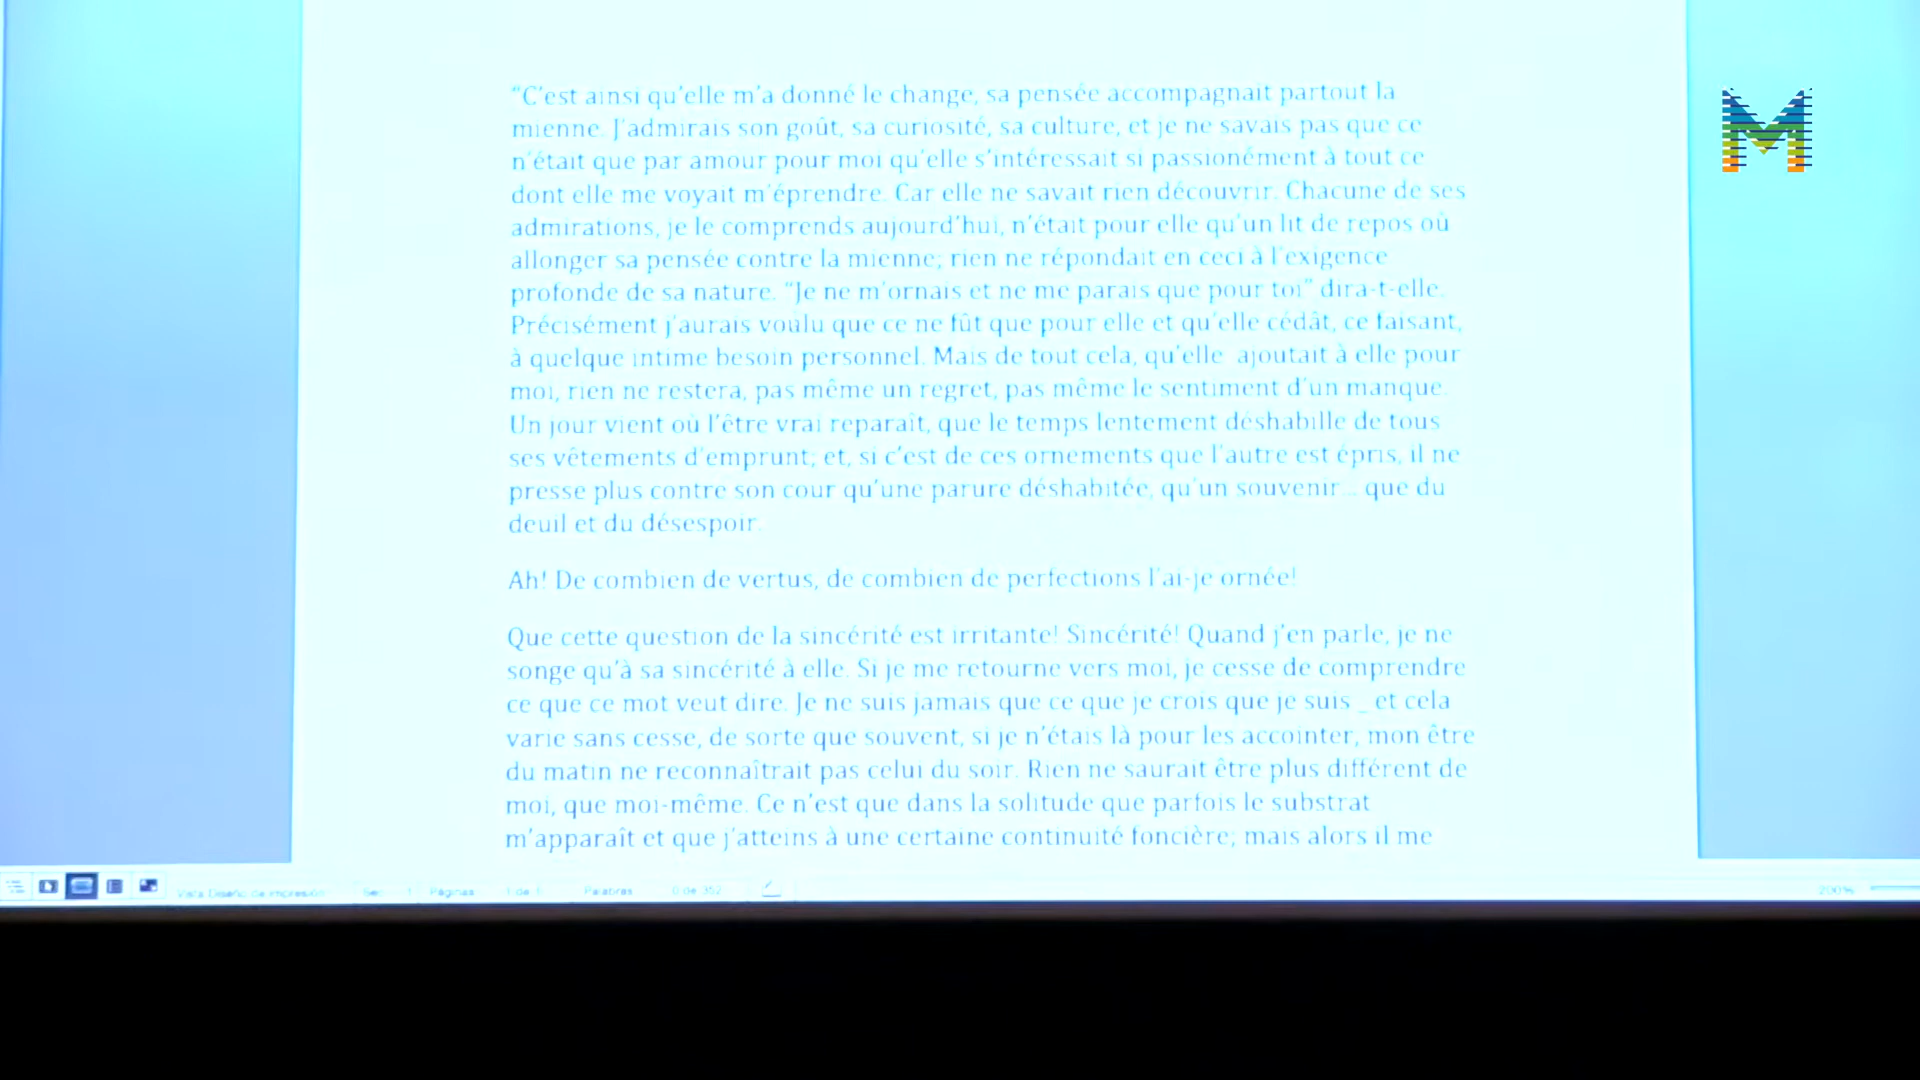 “C’est ainsi qu’elle m’a donné le change, sa pensée accompagnait partout la
mienne. J’admirais son goût, sa curiosité, sa culture, et je ne savais pas que ce
n’était que par amour pour moi qu’elle s’intéressait si passionément à tout ce
dont elle me voyait m’éprendre. Car elle ne savait rien découvrir. Chacune de ses
admirations, je le comprends aujourd’hui, n’était pour elle qu’un lit de repos où
allonger sa pensée contre la mienne; rien ne répondait en ceci à l’exigence
profonde de sa nature. “Je ne m’ornais et ne me parais que pour toi” dira-t-elle.
Précisément j’aurais voulu que ce ne fût que pour elle et qu’elle cédât, ce faisant,
à quelque intime besoin personnel. Mais de tout cela, qu’elle ajoutait à elle pour
moi, rien ne restera, pas même un regret, pas même le sentiment d’un manque.
Un jour vient où l’être vrai reparaît, que le temps lentement déshabille de tous
ses vêtements d’emprunt; et, si c’est de ces ornements que l’autre est épris, il ne
presse plus contre son cour qu’une parure déshabitée, qu’un souvenir... que du
deuil et du désespoir.
Ah! De combien de vertus, de combien de perfections l’ai-je ornée!
Que cette question de la sincérité est irritante! Sincérité! Quand j’en parle, je ne
songe qu’à sa sincérité à elle. Si je me retourne vers moi, je cesse de comprendre
ce que ce mot veut dire. Je ne suis jamais que ce que je crois que je suis _ et cela
varie sans cesse, de sorte que souvent, si je n’étais là pour les accointer, mon être
du matin ne reconnaîtrait pas celui du soir. Rien ne saurait être plus différent de
moi, que moi-même. Ce n’est que dans la solitude que parfois le substrat
m’apparaît et que j’atteins à une certaine continuité foncière; mais alors il me
Vista Diseño de impresión Sec 1 Páginas 1 de 1 Palabras 0 de 352 200%
M